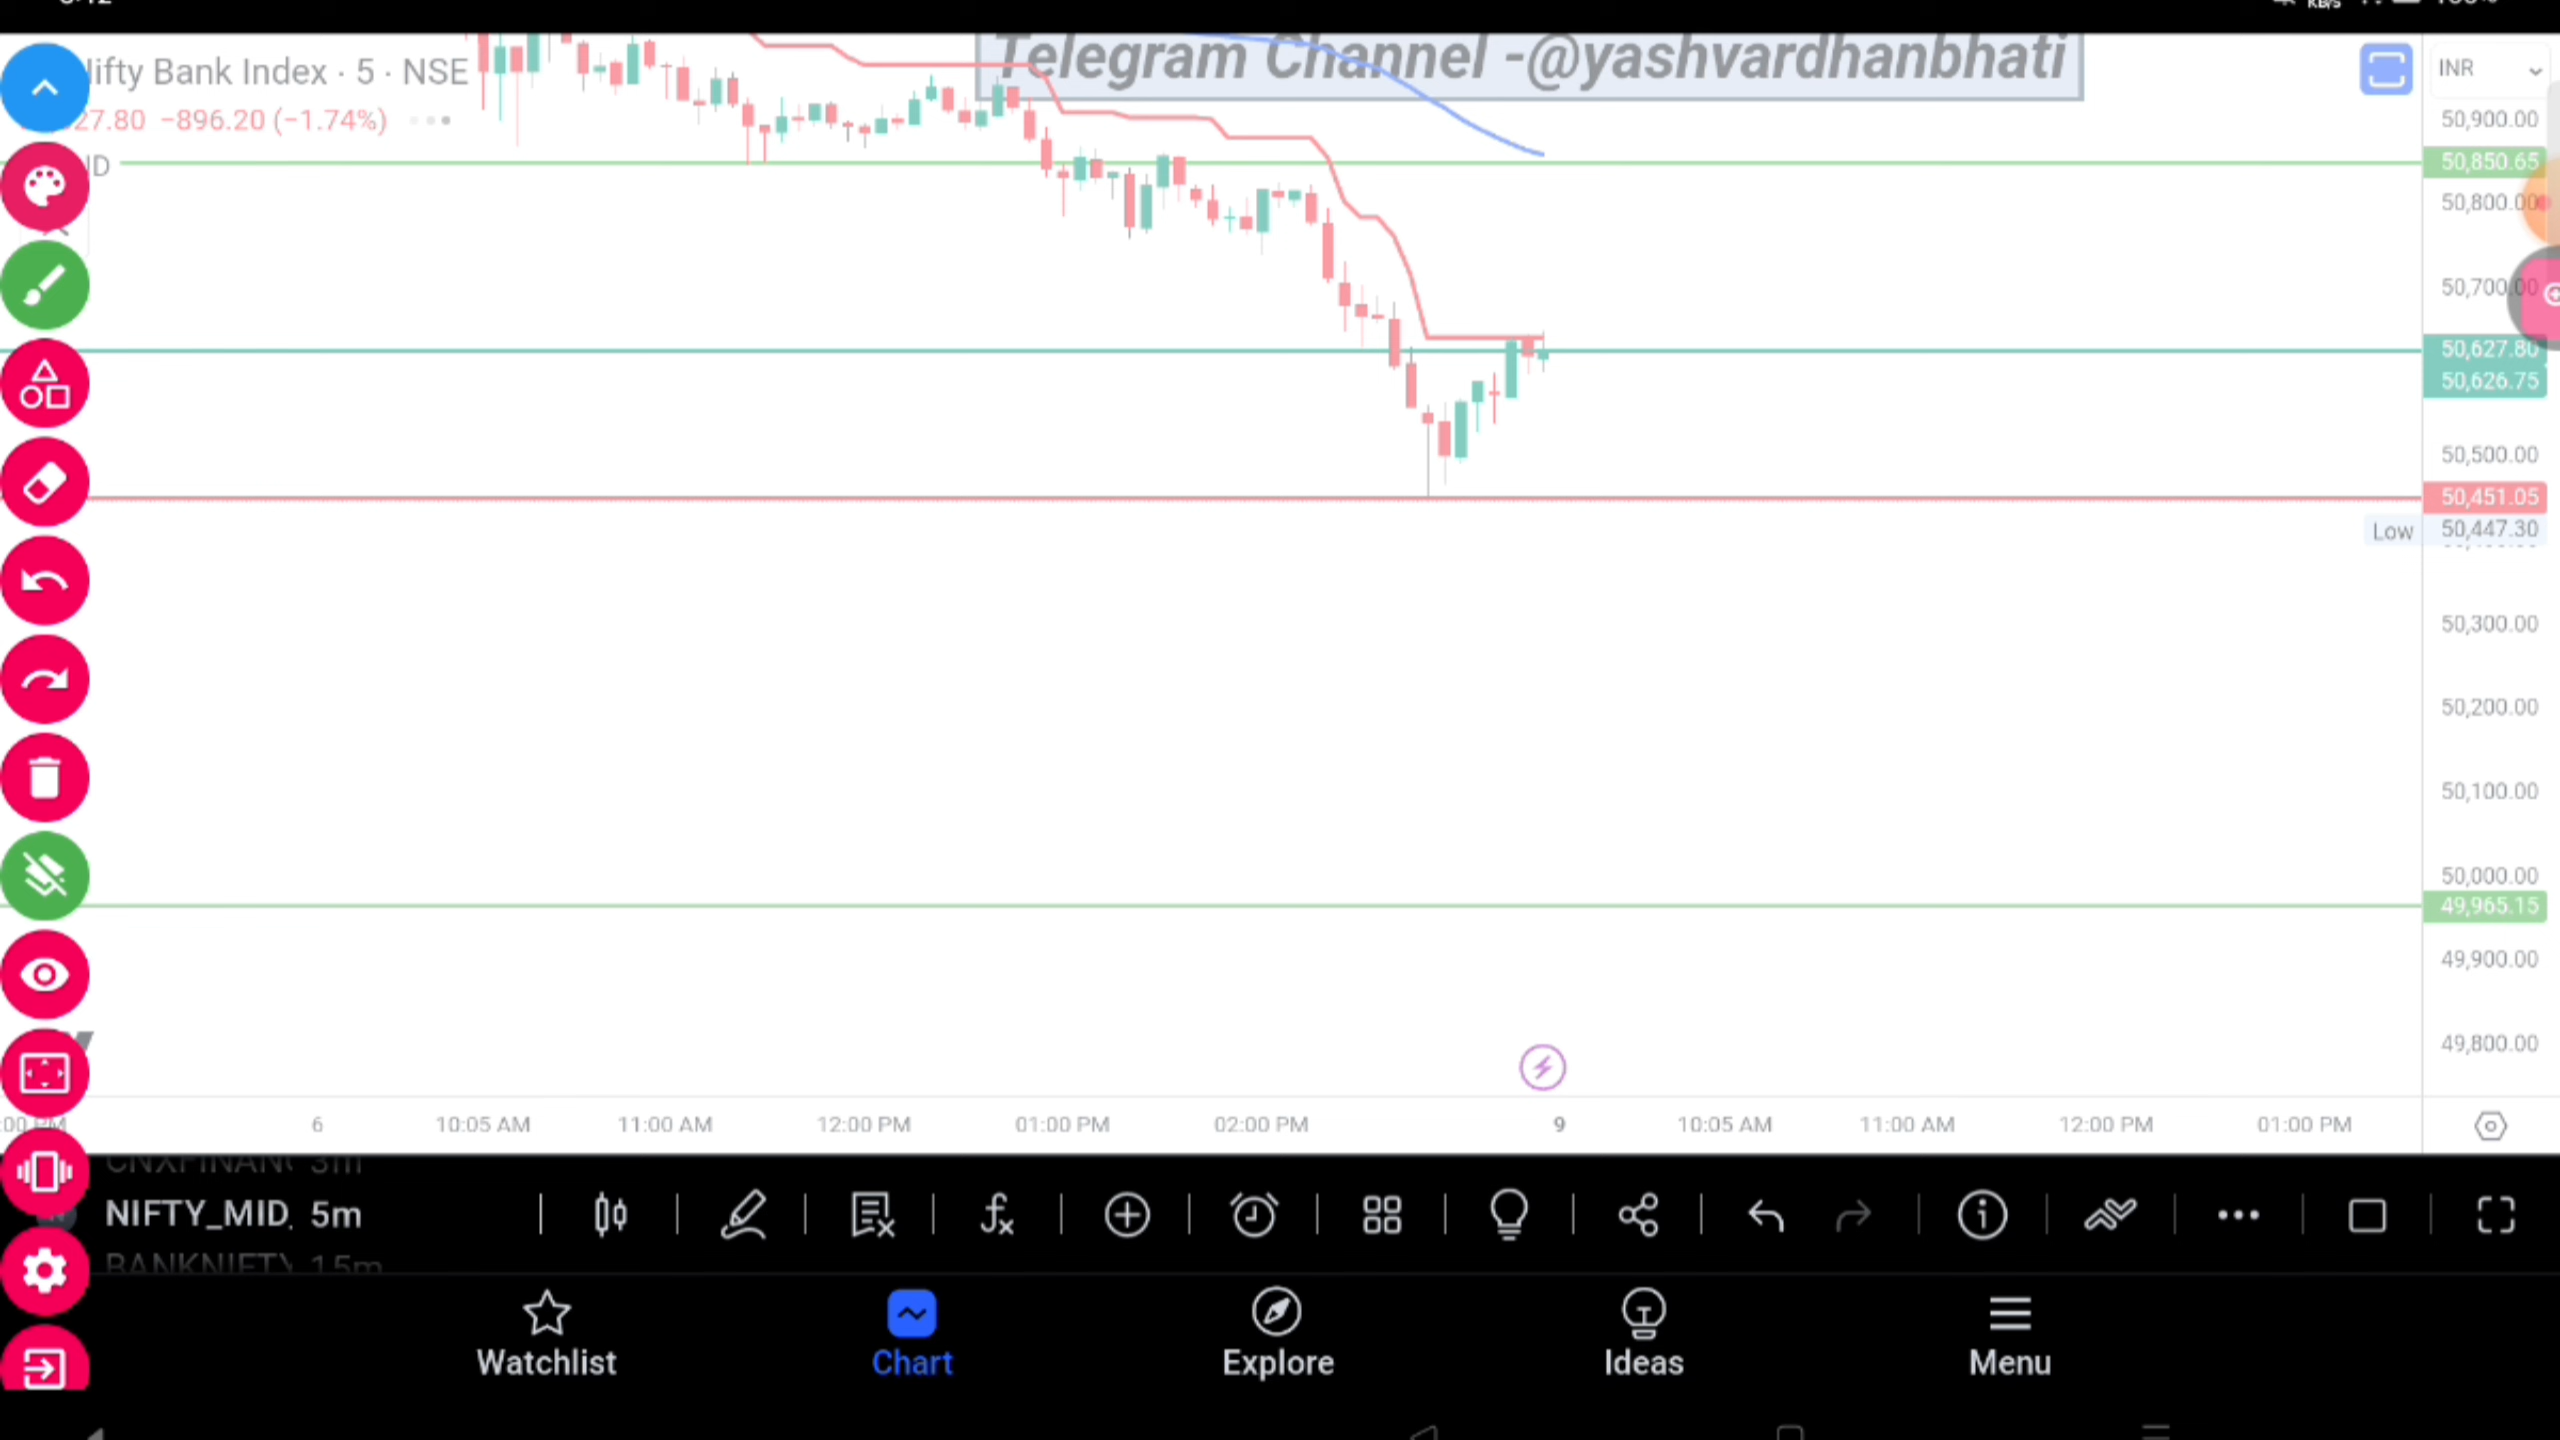 Telegram Channel -@yashvardhanbhati
ifty Bank Index · 5 · NSE
27.80 −896.20 (−1.74%)
D
INR
50,900.00
50,850.65
50,800.00
50,700.00
50,627.80
50,626.75
50,500.00
50,451.05
Low 50,447.30
50,300.00
50,200.00
50,100.00
50,000.00
49,965.15
49,900.00
49,800.00
6 10:05 AM 11:00 AM 12:00 PM 01:00 PM 02:00 PM 9 10:05 AM 11:00 AM 12:00 PM 01:00 PM
3m
NIFTY_MID 5m
BANKNIFTY 15m
Watchlist Chart Explore Ideas Menu